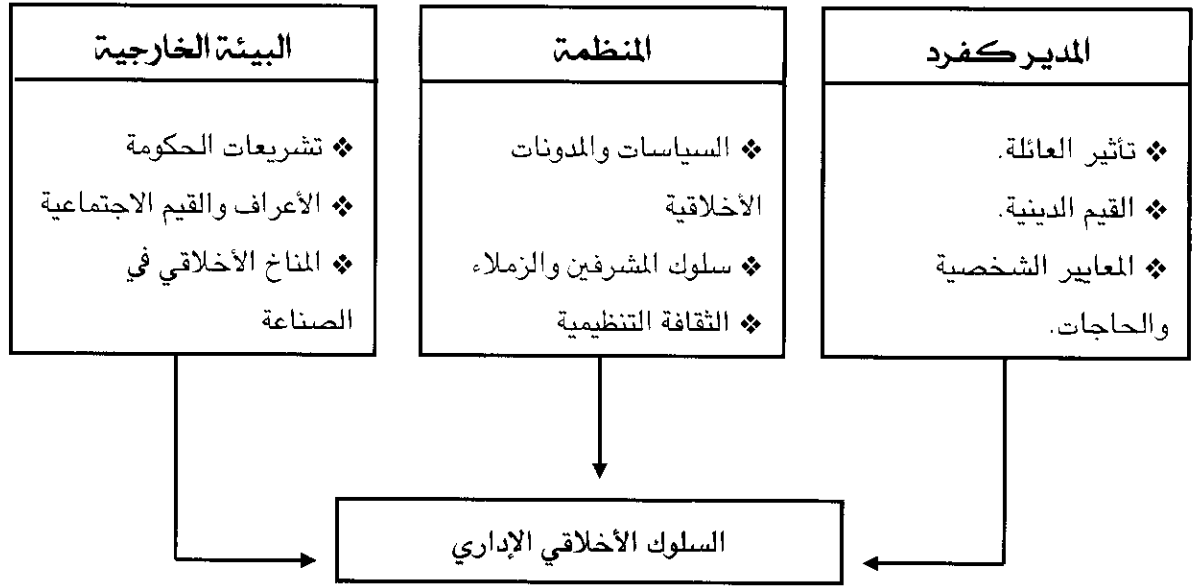 المدير كفرد
❖ تأثير العائلة.
❖ القيم الدينية.
❖ المعايير الشخصية
والحاجات.
المنظمة
❖ السياسات والمدونات
الأخلاقية
❖ سلوك المشرفين والزملاء
❖ الثقافة التنظيمية
البيئة الخارجية
❖ تشريعات الحكومة
❖ الأعراف والقيم الاجتماعية
❖ المناخ الأخلاقي في
الصناعة
السلوك الأخلاقي الإداري